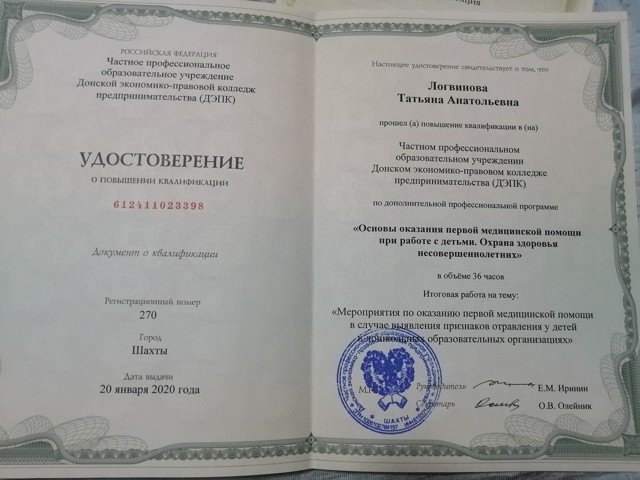 РОССИЙСКАЯ ФЕДЕРАЦИЯ
Частное профессиональное
образовательное учреждение
Донской экономико-правовой колледж
предпринимательства (ДЭПК)
УДОСТОВЕРЕНИЕ
О ПОВЫШЕНИИ КВАЛИФИКАЦИИ
612411023398
Документ о квалификации
Регистрационный номер
270
Город
Шахты
Дата выдачи
20 января 2020 года
Настоящее удостоверение свидетельствует о том, что
Логвинова
Татьяна Анатольевна
прошел (а) повышение квалификации в (на)
Частном профессиональном
образовательном учреждении
Донском экономико-правовом колледже
предпринимательства (ДЭПК)
по дополнительной профессиональной программе
«Основы оказания первой медицинской помощи
при работе с детьми. Охрана здоровья
несовершеннолетних»
в объёме 36 часов
Итоговая работа на тему:
«Мероприятия по оказанию первой медицинской помощи
в случае выявления признаков отравления у детей
в дошкольных образовательных организациях»
Руководитель
Е.М. Иринин
Секретарь
О.В. Олейник
ШАХТЫ